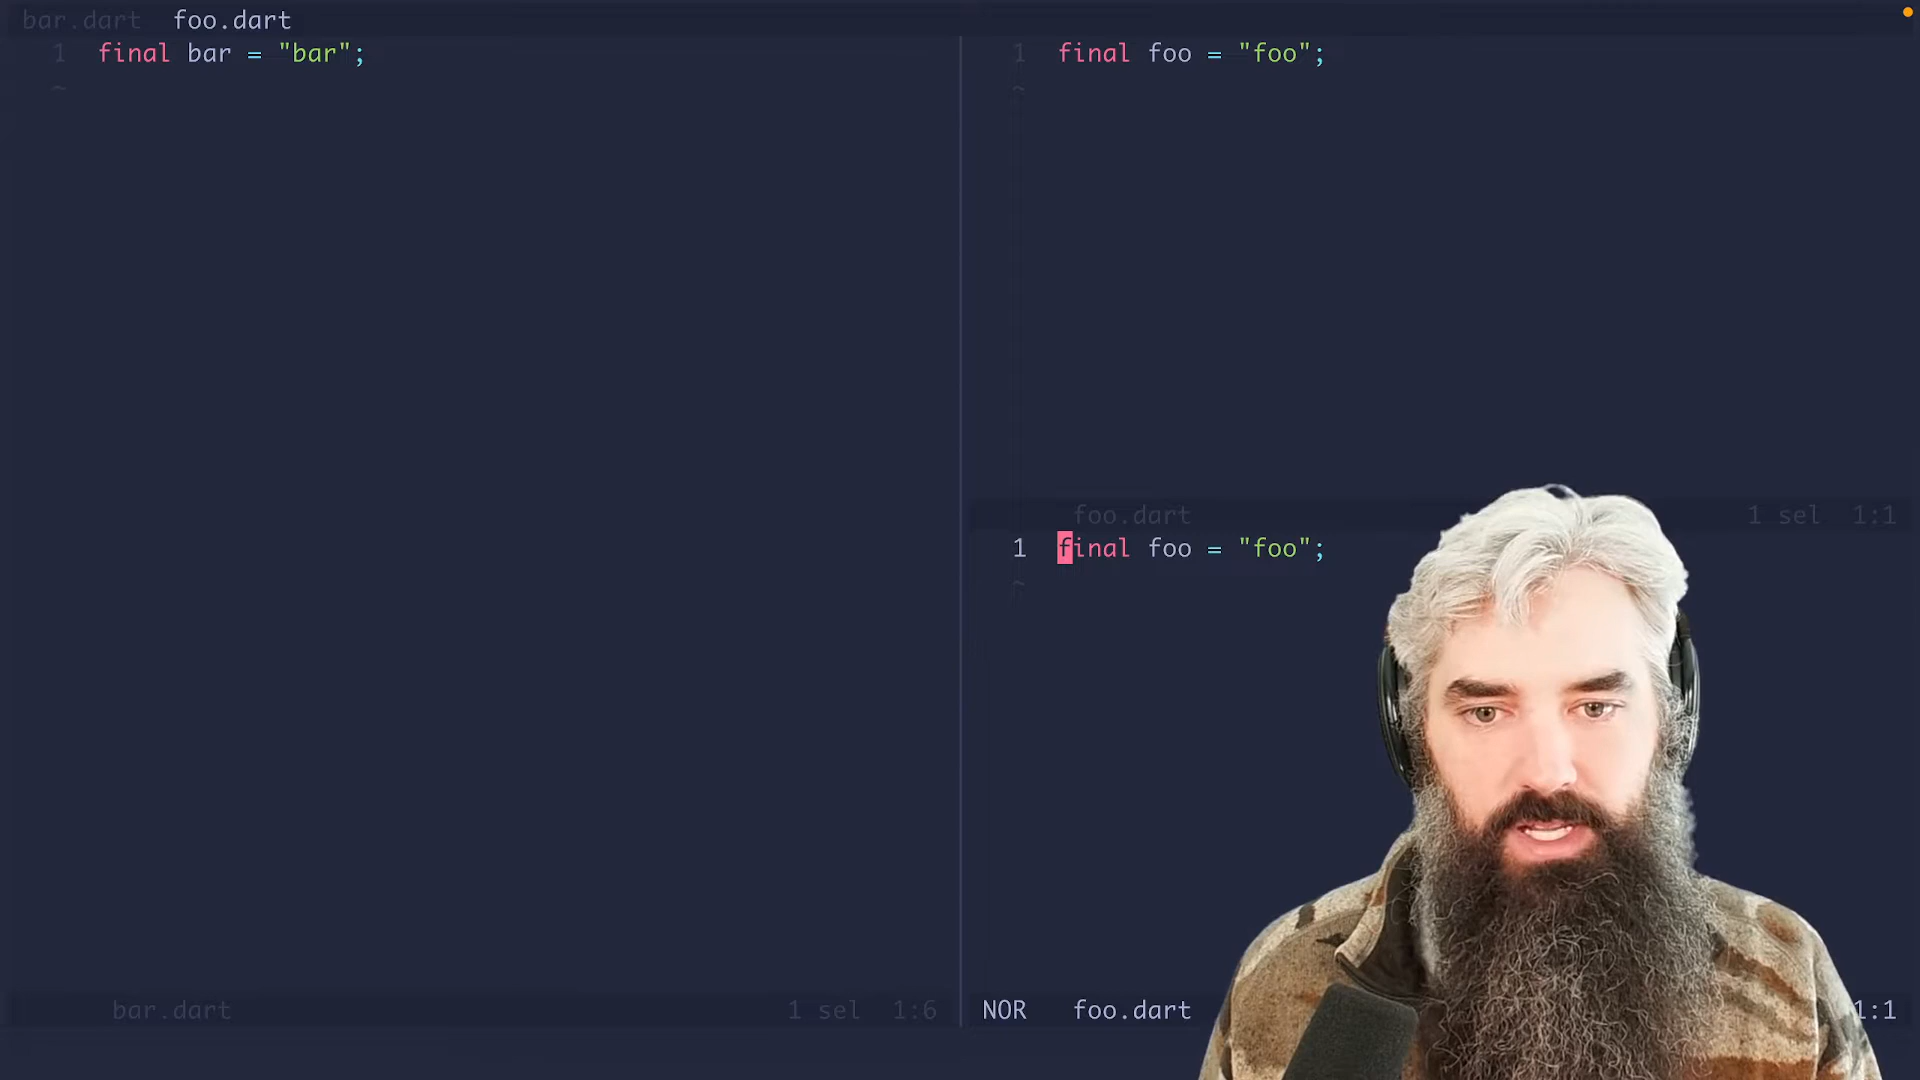 bar.dart foo.dart
1 final bar = "bar";
~
bar.dart 1 sel 1:6
1 final foo = "foo";
~
foo.dart 1 sel 1:1
1 final foo = "foo";
~
NOR foo.dart 1:1